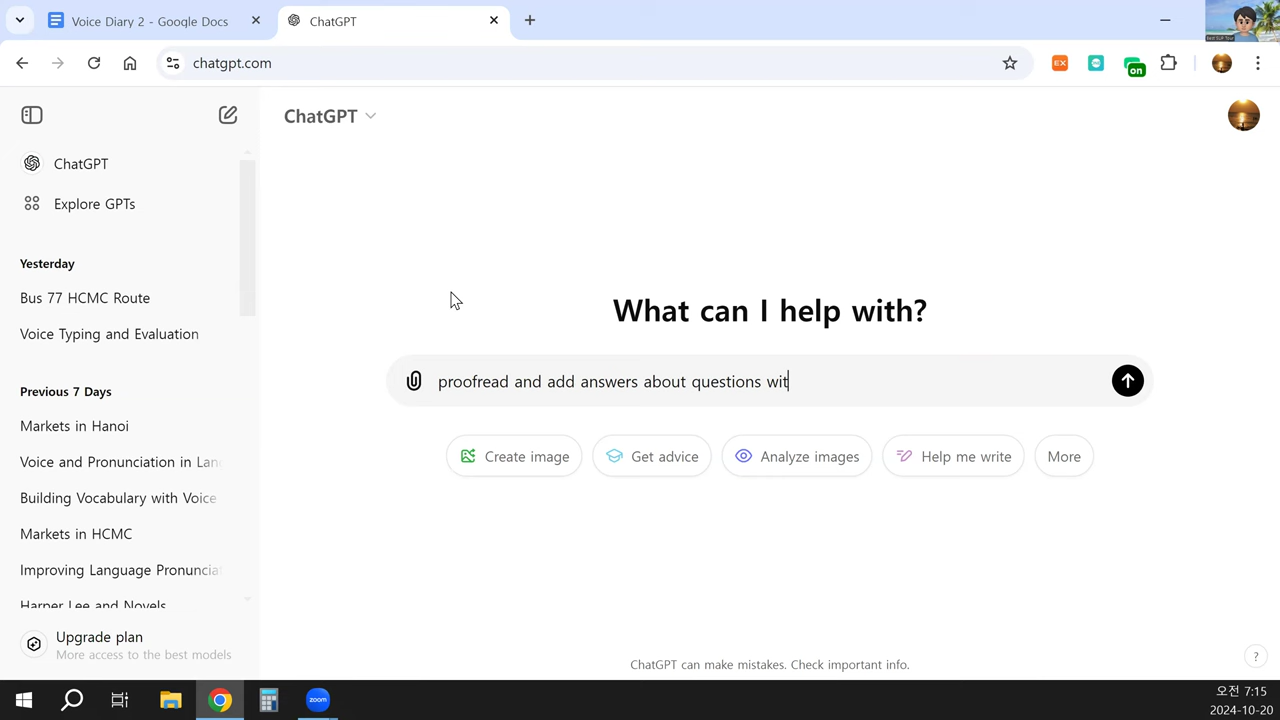 Voice Diary 2 - Google Docs
ChatGPT
chatgpt.com
EX
on
ChatGPT
ChatGPT
Explore GPTs
Yesterday
Bus 77 HCMC Route
Voice Typing and Evaluation
Previous 7 Days
Markets in Hanoi
Voice and Pronunciation in Lan
Building Vocabulary with Voice
Markets in HCMC
Improving Language Pronuncia
Harper Lee and Novels
Upgrade plan
More access to the best models
What can I help with?
proofread and add answers about questions wit
Create image
Get advice
Analyze images
Help me write
More
ChatGPT can make mistakes. Check important info.
?
zoom
오전 7:15
2024-10-20